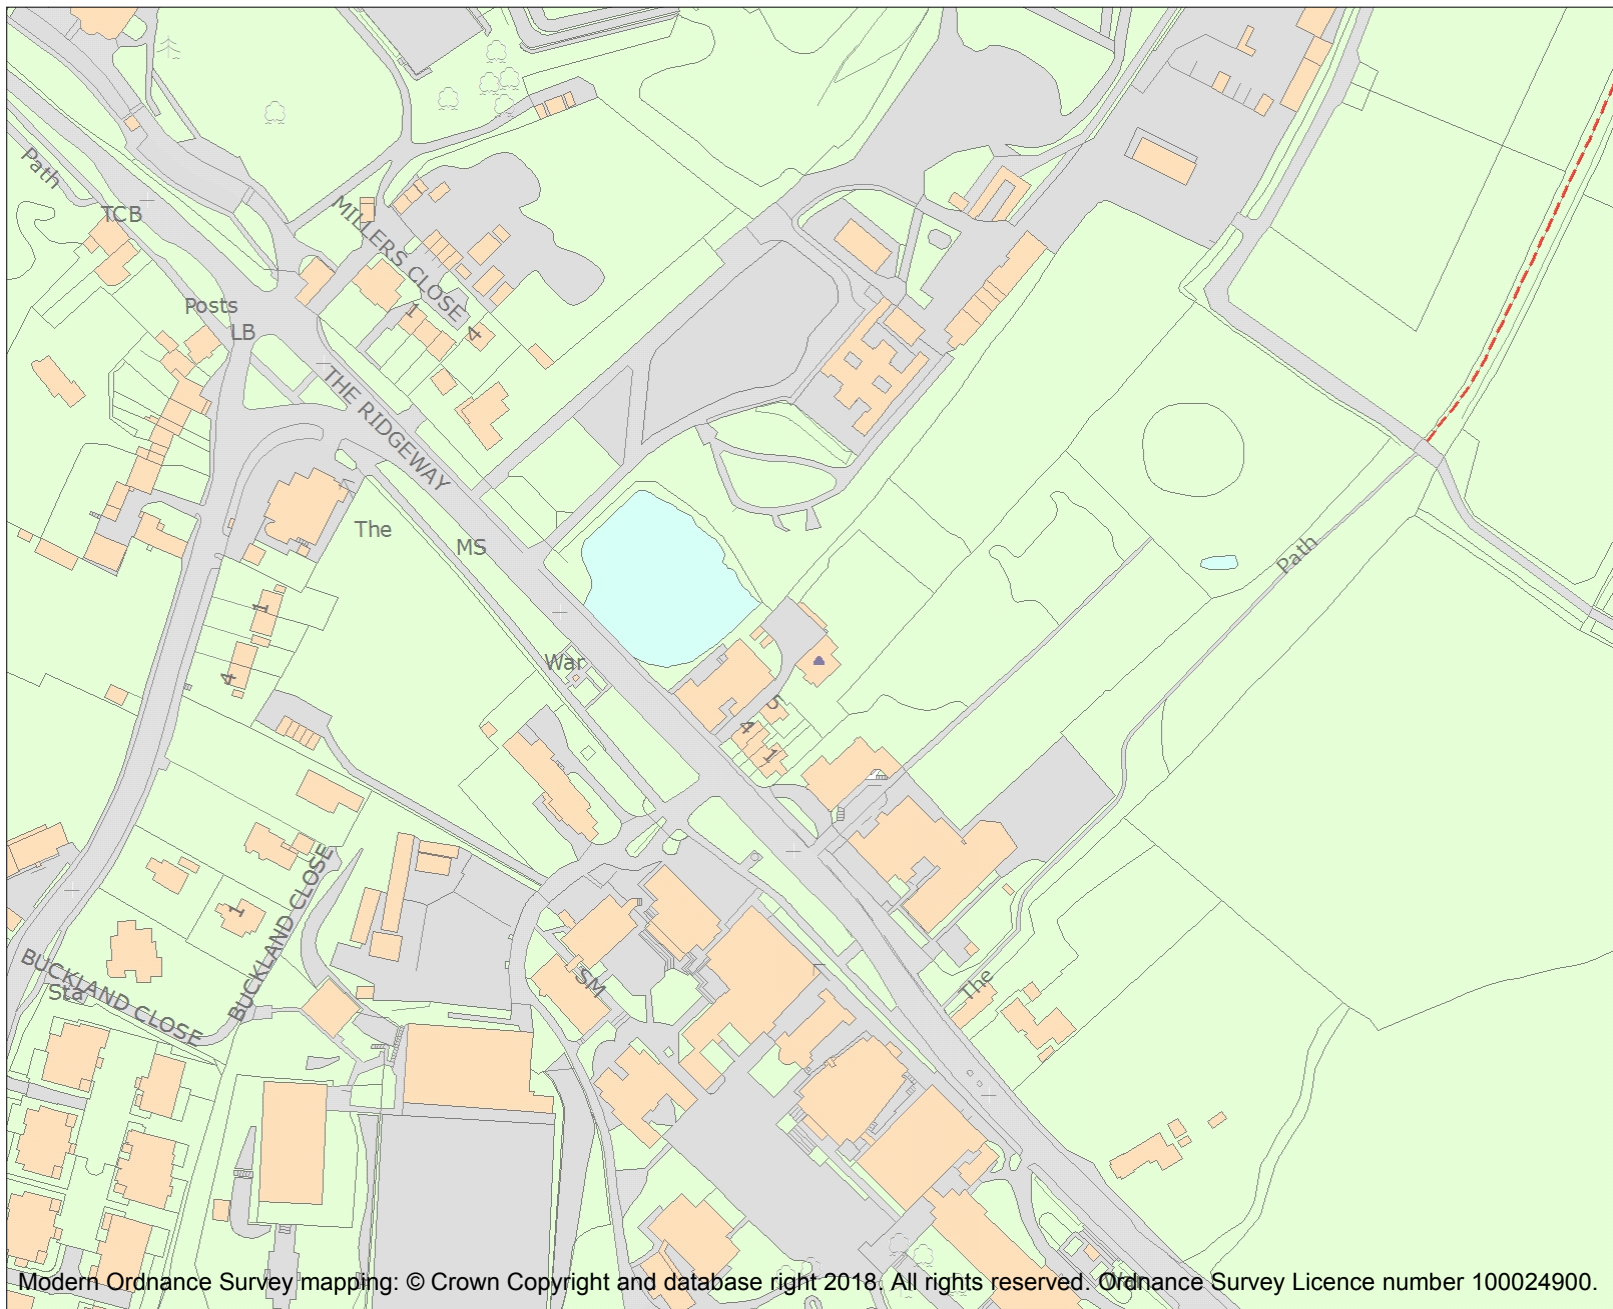 Path
TCB
MILLERS CLOSE
Posts
LB
1
4
THE RIDGEWAY
The
MS
Path
1
War
4
5
4
1
BUCKLAND CLOSE
1
SM
BUCKLAND CLOSE
Sta
The
Modern Ordnance Survey mapping: © Crown Copyright and database right 2018. All rights reserved. Ordnance Survey Licence number 100024900.